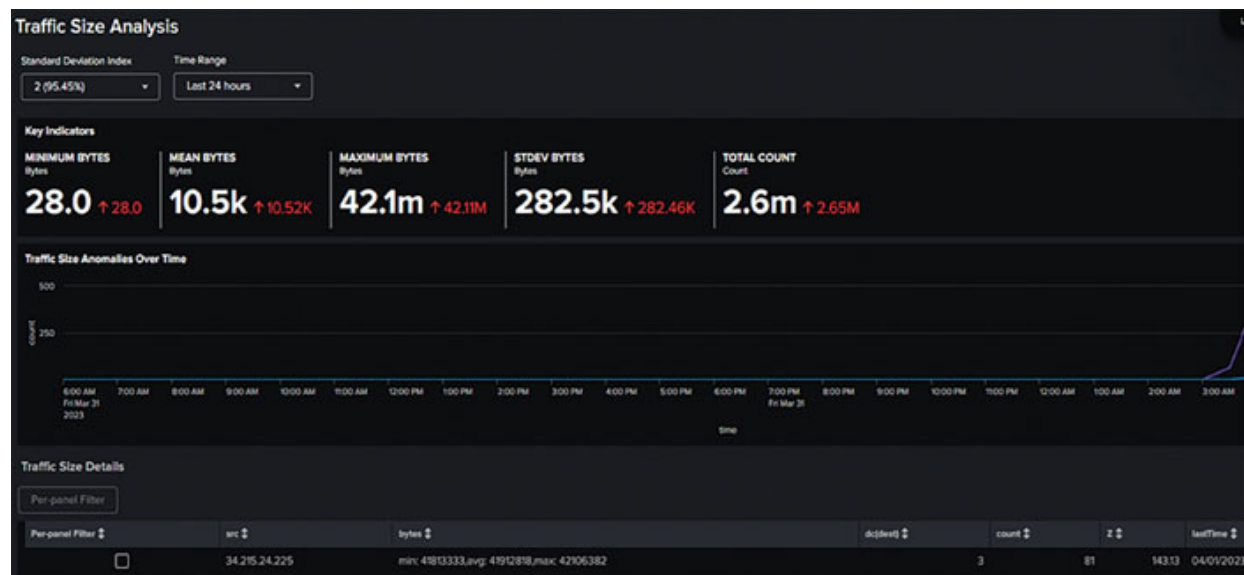 Traffic Size Analysis
Standard Deviation Index Time Range
2 (95.45%) Last 24 hours
Key Indicators
MINIMUM BYTES MEAN BYTES MAXIMUM BYTES STDEV BYTES TOTAL COUNT
Bytes Bytes Bytes Bytes Count
28.0 ↑ 28.0 10.5k ↑ 10.52K 42.1m ↑ 42.11M 282.5k ↑ 282.46K 2.6m ↑ 2.65M
Traffic Size Anomalies Over Time
500
count
250
6:00 AM 7:00 AM 8:00 AM 9:00 AM 10:00 AM 11:00 AM 12:00 PM 1:00 PM 2:00 PM 3:00 PM 4:00 PM 5:00 PM 6:00 PM 7:00 PM 8:00 PM 9:00 PM 10:00 PM 11:00 PM 12:00 AM 1:00 AM 2:00 AM 3:00 AM
Fri Mar 31 Fri Mar 31
2023
time
Traffic Size Details
Per-panel Filter
Per-panel Filter src bytes dc(dest) count Z lastTime
34.215.24.225 min: 41813333,avg: 41912818,max: 42106382 3 81 143.13 04/01/2023